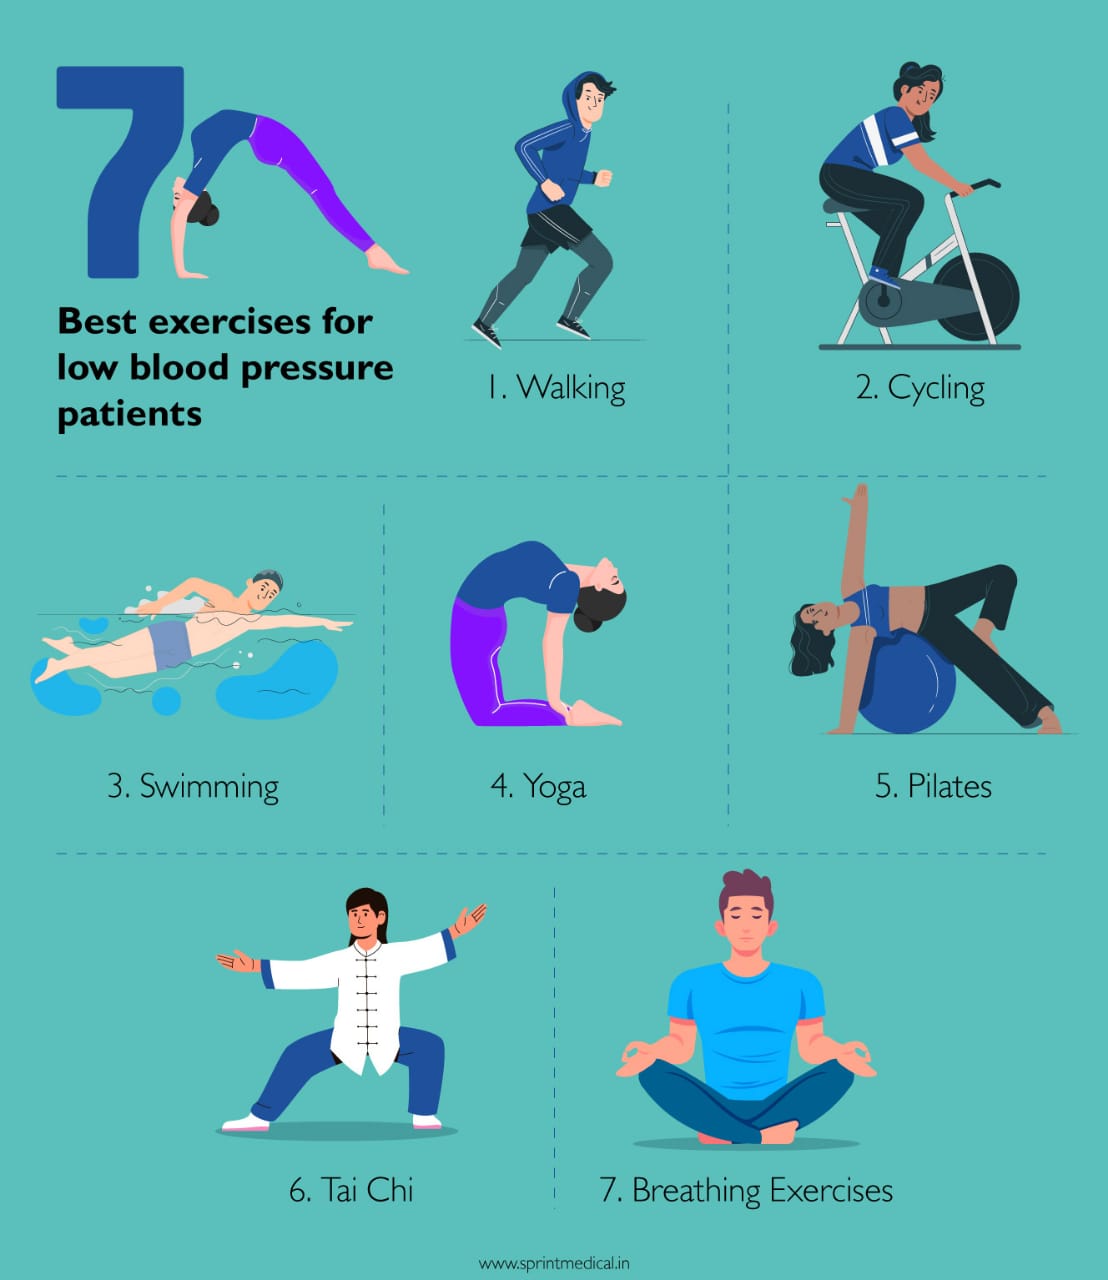 7
Best exercises for
low blood pressure
patients
1. Walking
2. Cycling
3. Swimming
4. Yoga
5. Pilates
6. Tai Chi
7. Breathing Exercises
www.sprintmedical.in